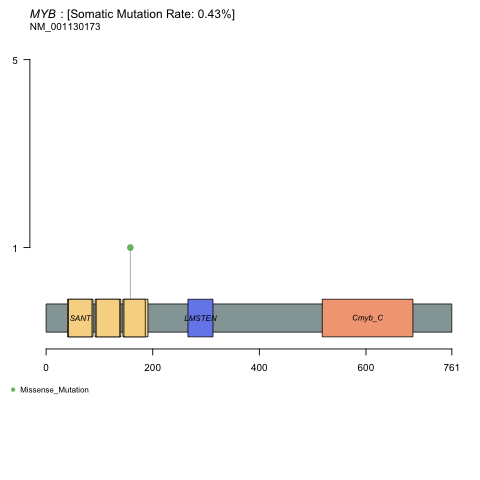 MYB : [Somatic Mutation Rate: 0.43%]
NM_001130173
5
1
SANT
LMSTEN
Cmyb_C
0 200 400 600 761
Missense_Mutation